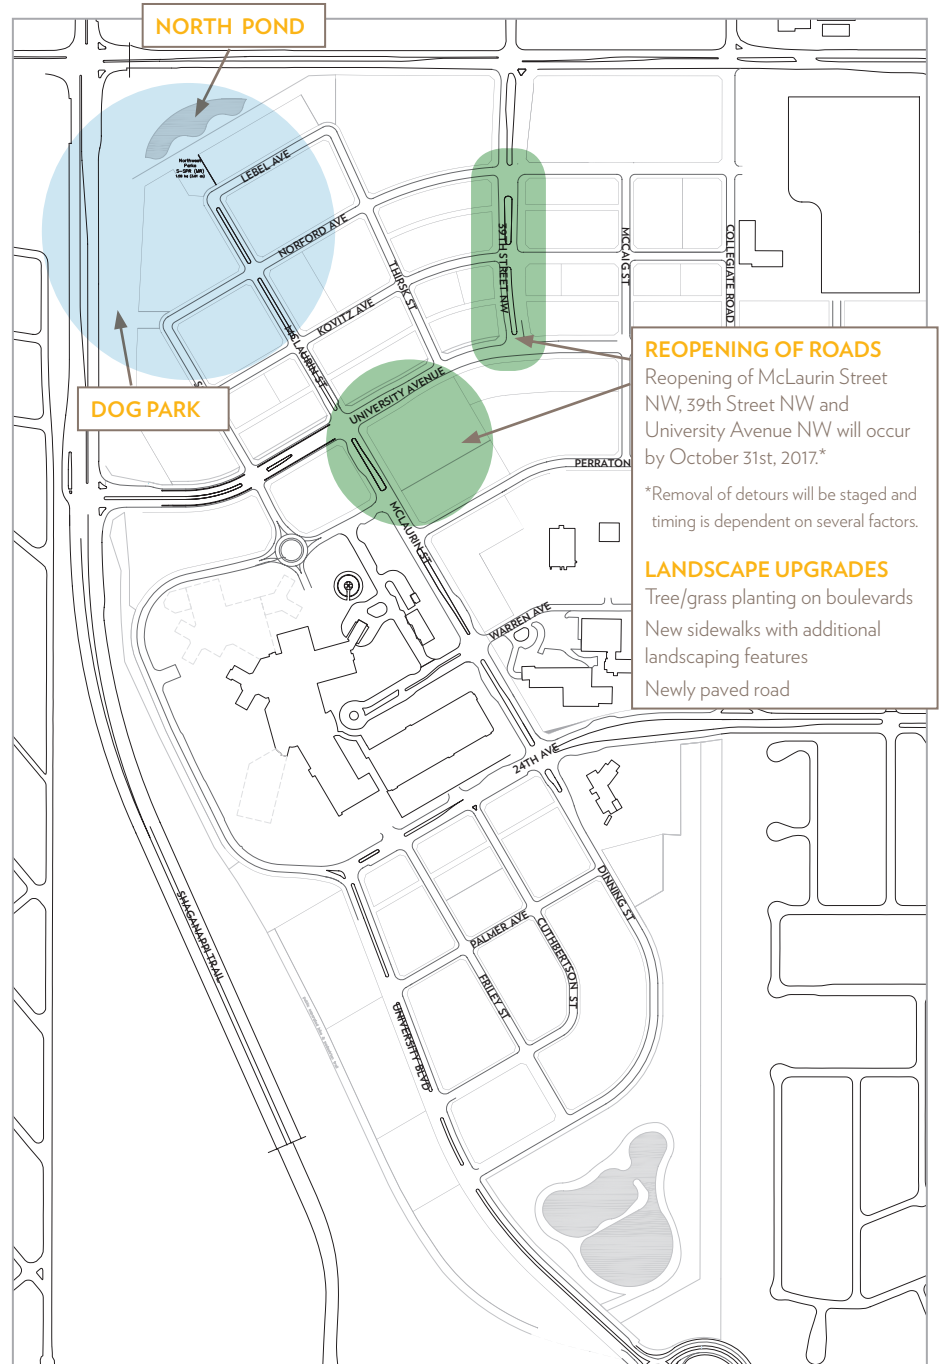 NORTH POND
Northwest
Parks
S-SPR (MR)
LEBEL AVE
NORFORD AVE
39TH STREET NW
MCCAIG ST
COLLEGIATE ROAD
THIRSK ST
KOVITZ AVE
MCLAURIN ST
UNIVERSITY AVENUE
DOG PARK
REOPENING OF ROADS
Reopening of McLaurin Street
NW, 39th Street NW and
University Avenue NW will occur
by October 31st, 2017.*
*Removal of detours will be staged and
timing is dependent on several factors.
LANDSCAPE UPGRADES
Tree/grass planting on boulevards
New sidewalks with additional
landscaping features
Newly paved road
PERRATON
MCLAURIN ST
WARREN AVE
24TH AVE
SHAGANAPPI TRAIL
DINNING ST
PALMER AVE
CUTHBERTSON ST
FRILEY ST
UNIVERSITY BLVD